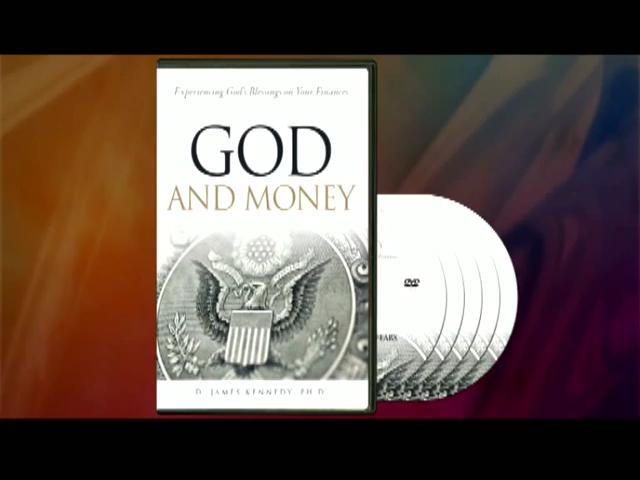 Experiencing God's Blessings on Your Finances
GOD
AND MONEY
D. JAMES KENNEDY, PH.D.
DVD